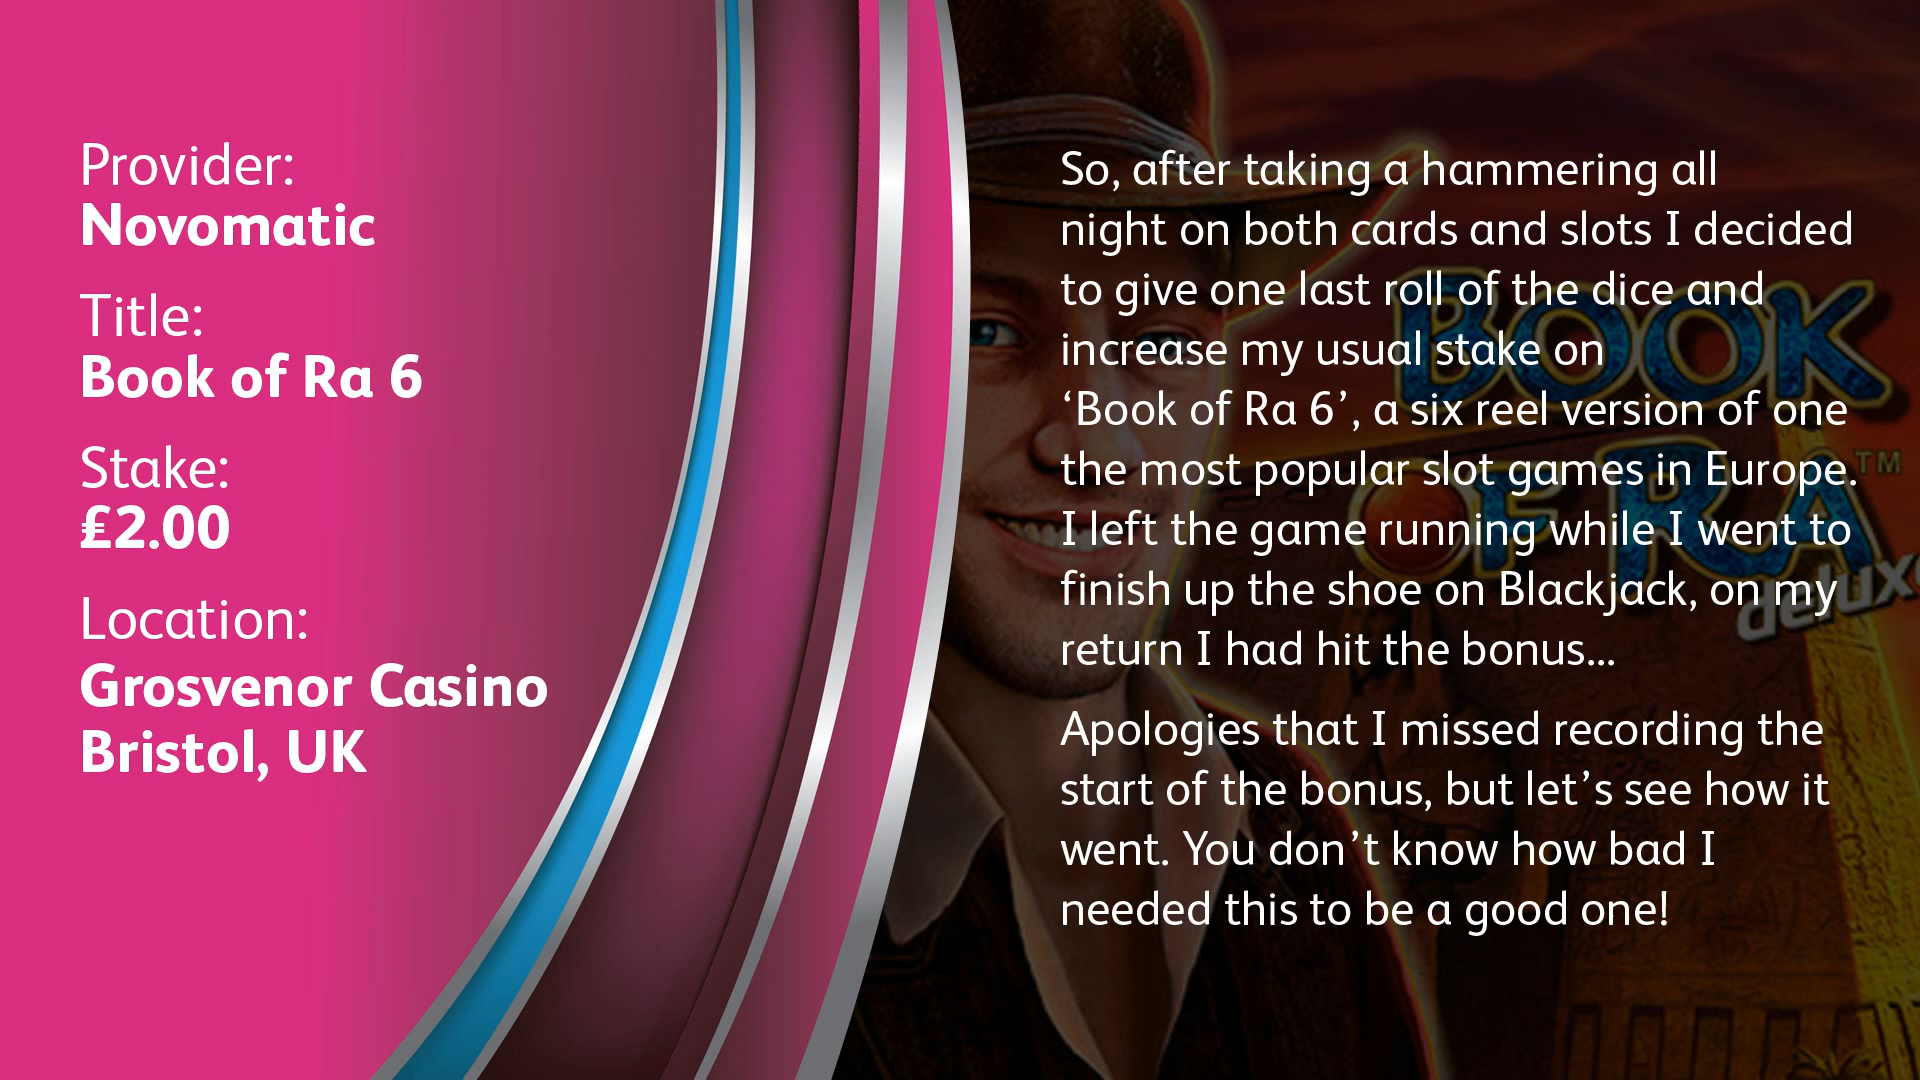 Provider:
Novomatic
Title:
Book of Ra 6
Stake:
£2.00
Location:
Grosvenor Casino
Bristol, UK
So, after taking a hammering all
night on both cards and slots I decided
to give one last roll of the dice and
increase my usual stake on
‘Book of Ra 6’, a six reel version of one
the most popular slot games in Europe.
I left the game running while I went to
finish up the shoe on Blackjack, on my
return I had hit the bonus...
Apologies that I missed recording the
start of the bonus, but let’s see how it
went. You don’t know how bad I
needed this to be a good one!
BOOK
OF RA™
deluxe